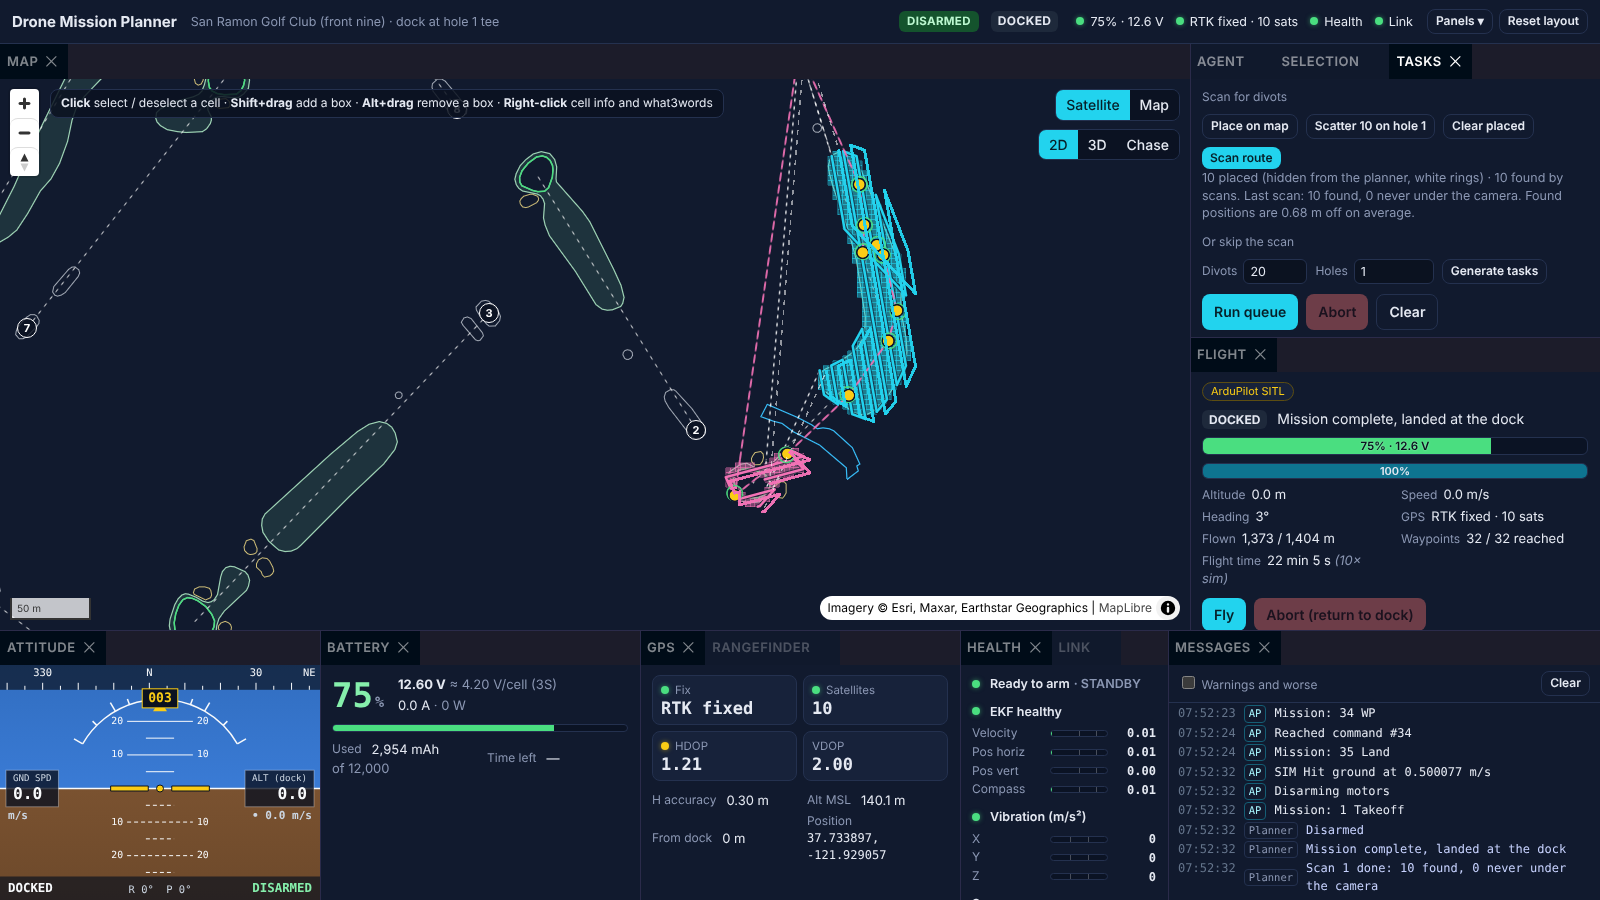 Drone Mission Planner San Ramon Golf Club (front nine) · dock at hole 1 tee DISARMED DOCKED 75% · 12.6 V RTK fixed · 10 sats Health Link Panels ▾ Reset layout
MAP
Click select / deselect a cell · Shift+drag add a box · Alt+drag remove a box · Right-click cell info and what3words
Satellite Map
2D 3D Chase
7
3
2
50 m
Imagery © Esri, Maxar, Earthstar Geographics | MapLibre
AGENT SELECTION TASKS
Scan for divots
Place on map Scatter 10 on hole 1 Clear placed
Scan route
10 placed (hidden from the planner, white rings) · 10 found by
scans. Last scan: 10 found, 0 never under the camera. Found
positions are 0.68 m off on average.
Or skip the scan
Divots 20 Holes 1 Generate tasks
Run queue Abort Clear
FLIGHT
ArduPilot SITL
DOCKED Mission complete, landed at the dock
75% · 12.6 V
100%
Altitude 0.0 m Speed 0.0 m/s
Heading 3° GPS RTK fixed · 10 sats
Flown 1,373 / 1,404 m Waypoints 32 / 32 reached
Flight time 22 min 5 s (10×
sim)
Fly Abort (return to dock)
ATTITUDE
330 N 30 NE
003
20 20
10 10
GND SPD
0.0
m/s
ALT (dock)
0.0
• 0.0 m/s
10 10
20 20
DOCKED R 0° P 0° DISARMED
BATTERY
75% 12.60 V ≈ 4.20 V/cell (3S)
0.0 A · 0 W
Used 2,954 mAh
of 12,000
Time left —
GPS RANGEFINDER
Fix
RTK fixed
Satellites
10
HDOP
1.21
VDOP
2.00
H accuracy 0.30 m Alt MSL 140.1 m
From dock 0 m
Position
37.733897,
-121.929057
HEALTH LINK
Ready to arm · STANDBY
EKF healthy
Velocity 0.01
Pos horiz 0.01
Pos vert 0.00
Compass 0.01
Vibration (m/s²)
X 0
Y 0
Z 0
MESSAGES
Warnings and worse Clear
07:52:23 AP Mission: 34 WP
07:52:24 AP Reached command #34
07:52:24 AP Mission: 35 Land
07:52:32 AP SIM Hit ground at 0.500077 m/s
07:52:32 AP Disarming motors
07:52:32 AP Mission: 1 Takeoff
07:52:32 Planner Disarmed
07:52:32 Planner Mission complete, landed at the dock
07:52:32 Planner Scan 1 done: 10 found, 0 never under
the camera